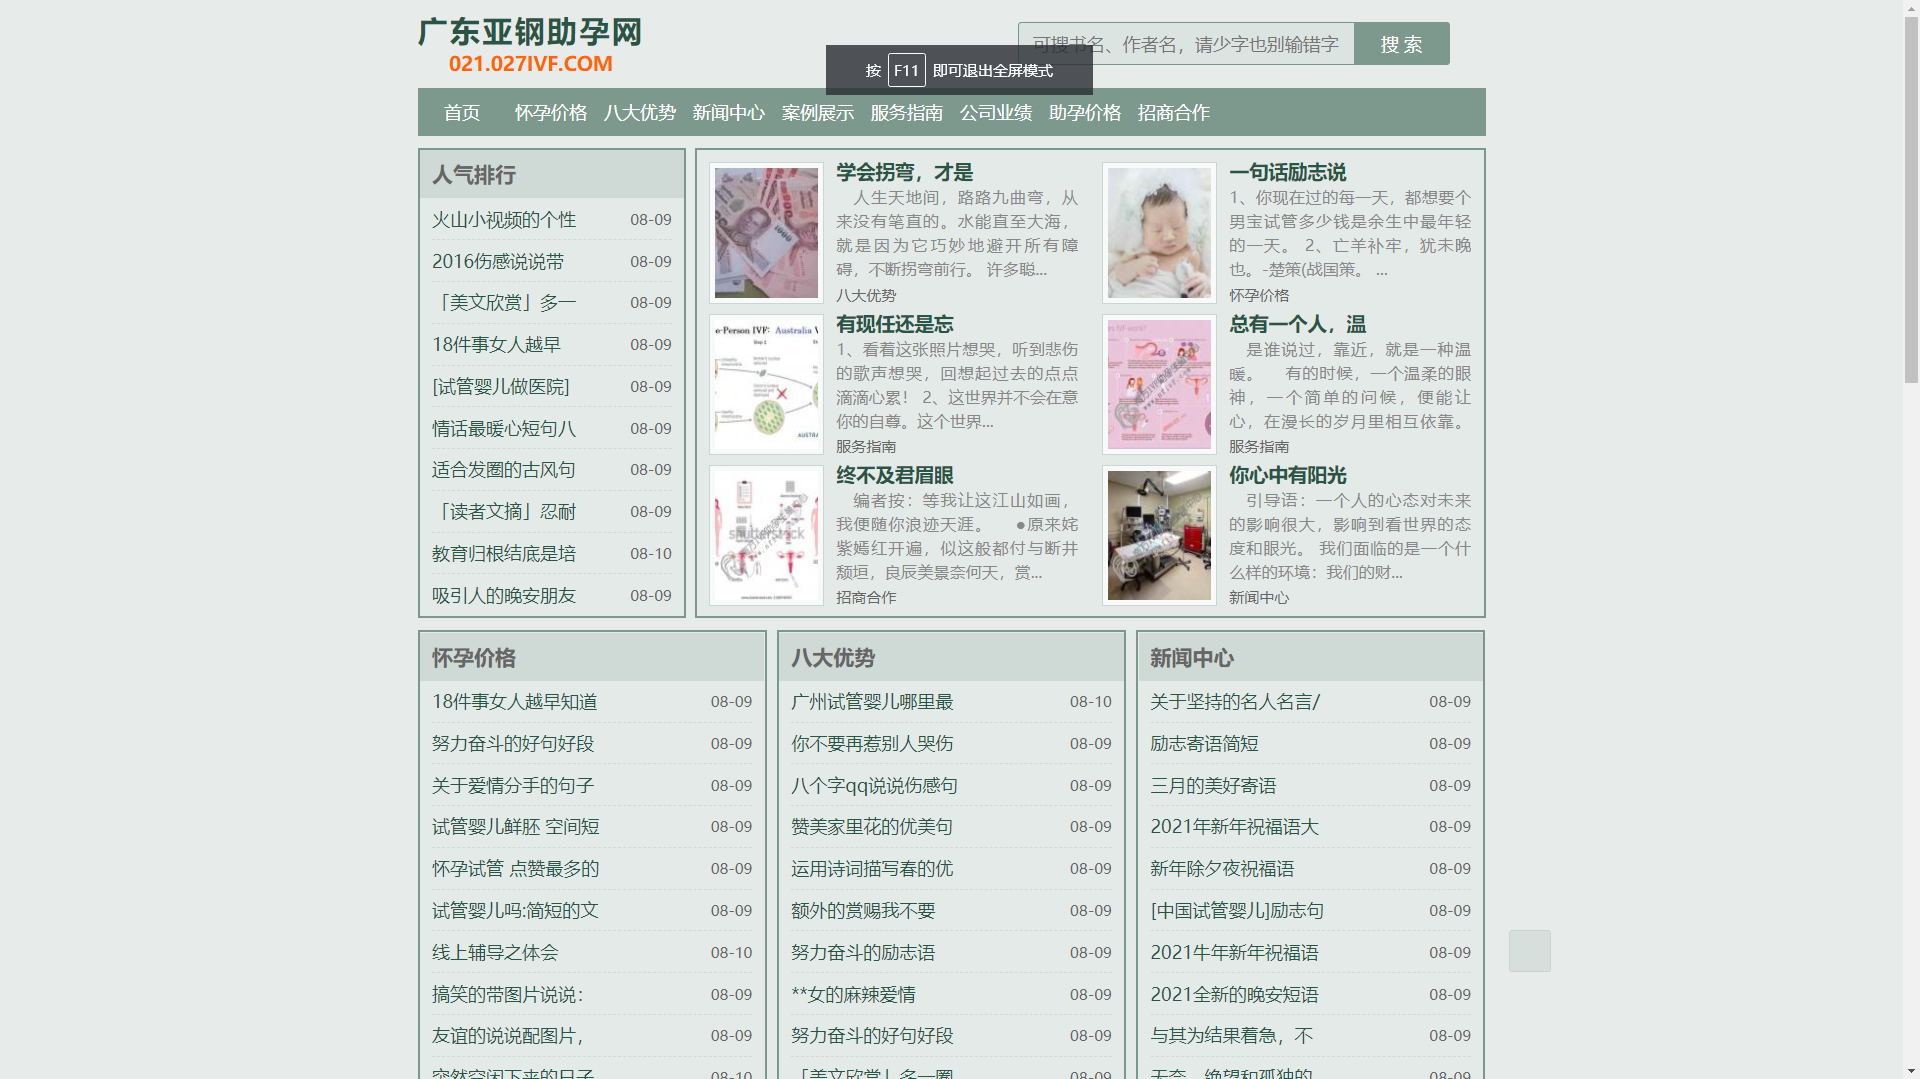 广东亚钢助孕网
021.027IVF.COM
可搜书名、作者名，请少字也别输错字
搜 索
按 F11 即可退出全屏模式
首页 怀孕价格 八大优势 新闻中心 案例展示 服务指南 公司业绩 助孕价格 招商合作
人气排行
火山小视频的个性 08-09
2016伤感说说带 08-09
「美文欣赏」多一 08-09
18件事女人越早 08-09
[试管婴儿做医院] 08-09
情话最暖心短句八 08-09
适合发圈的古风句 08-09
「读者文摘」忍耐 08-09
教育归根结底是培 08-10
吸引人的晚安朋友 08-09
学会拐弯，才是
人生天地间，路路九曲弯，从
来没有笔直的。水能直至大海，
就是因为它巧妙地避开所有障
碍，不断拐弯前行。 许多聪...
八大优势
一句话励志说
1、你现在过的每一天，都想要个
男宝试管多少钱是余生中最年轻
的一天。 2、亡羊补牢，犹未晚
也。-楚策(战国策。 ...
怀孕价格
e-Person IVF: Australia V
Step 2
AUSTRA
有现任还是忘
1、看着这张照片想哭，听到悲伤
的歌声想哭，回想起过去的点点
滴滴心累！ 2、这世界并不会在意
你的自尊。这个世界...
服务指南
总有一个人，温
是谁说过，靠近，就是一种温
暖。 有的时候，一个温柔的眼
神，一个简单的问候，便能让
心，在漫长的岁月里相互依靠。
服务指南
shutterstock
终不及君眉眼
编者按：等我让这江山如画，
我便随你浪迹天涯。 ●原来姹
紫嫣红开遍，似这般都付与断井
颓垣，良辰美景奈何天，赏...
招商合作
你心中有阳光
引导语：一个人的心态对未来
的影响很大，影响到看世界的态
度和眼光。 我们面临的是一个什
么样的环境：我们的财...
新闻中心
怀孕价格
18件事女人越早知道 08-09
努力奋斗的好句好段 08-09
关于爱情分手的句子 08-09
试管婴儿鲜胚 空间短 08-09
怀孕试管 点赞最多的 08-09
试管婴儿吗:简短的文 08-09
线上辅导之体会 08-10
搞笑的带图片说说： 08-09
友谊的说说配图片， 08-09
突然空闲下来的日子 08-10
八大优势
广州试管婴儿哪里最 08-10
你不要再惹别人哭伤 08-09
八个字qq说说伤感句 08-09
赞美家里花的优美句 08-09
运用诗词描写春的优 08-09
额外的赏赐我不要 08-09
努力奋斗的励志语 08-09
**女的麻辣爱情 08-09
努力奋斗的好句好段 08-09
「美文欣赏」多一圈 08-09
新闻中心
关于坚持的名人名言/ 08-09
励志寄语简短 08-09
三月的美好寄语 08-09
2021年新年祝福语大 08-09
新年除夕夜祝福语 08-09
[中国试管婴儿]励志句 08-09
2021牛年新年祝福语 08-09
2021全新的晚安短语 08-09
与其为结果着急，不 08-09
无奈、绝望和孤独的 08-09